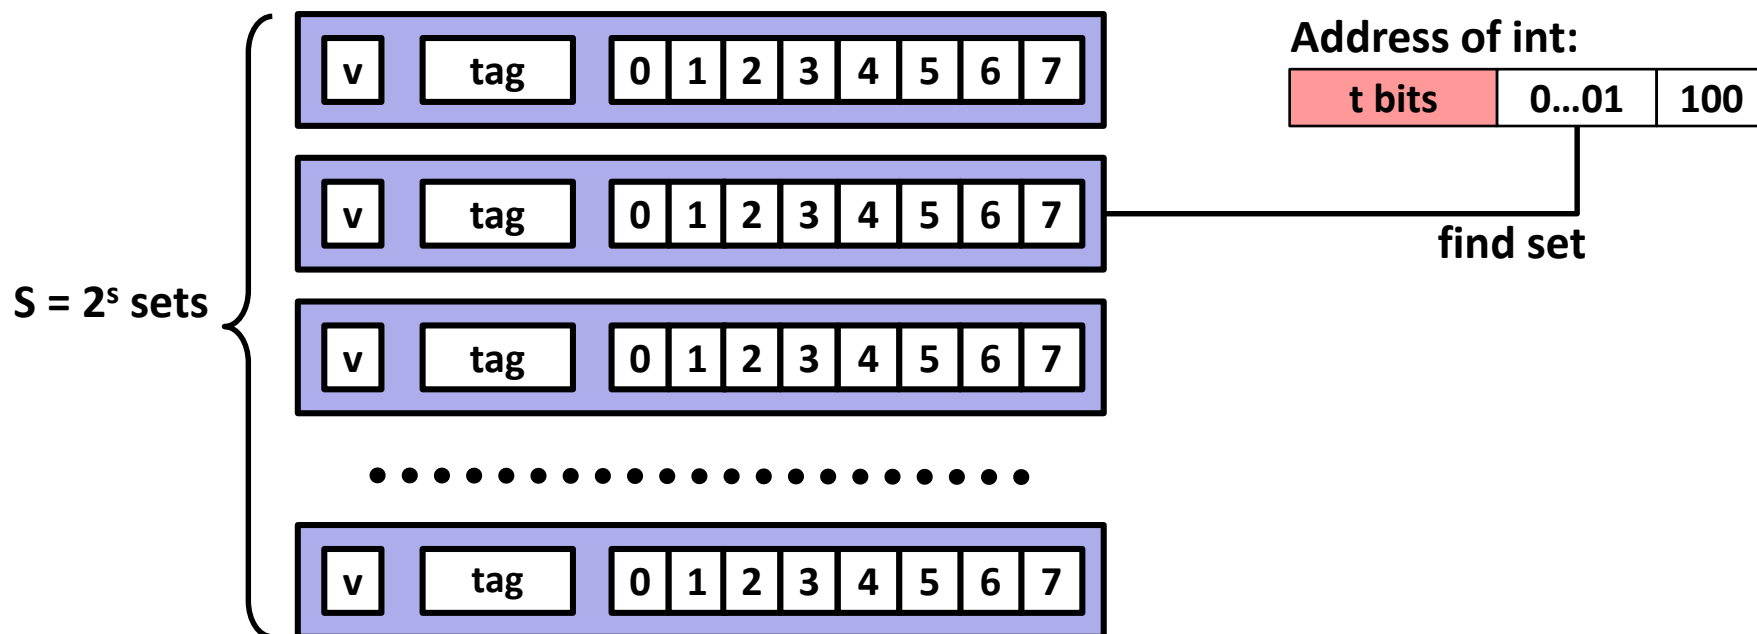 v tag 0 1 2 3 4 5 6 7
Address of int:
t bits 0...01 100
v tag 0 1 2 3 4 5 6 7
find set
S = 2ˢ sets
v tag 0 1 2 3 4 5 6 7
v tag 0 1 2 3 4 5 6 7